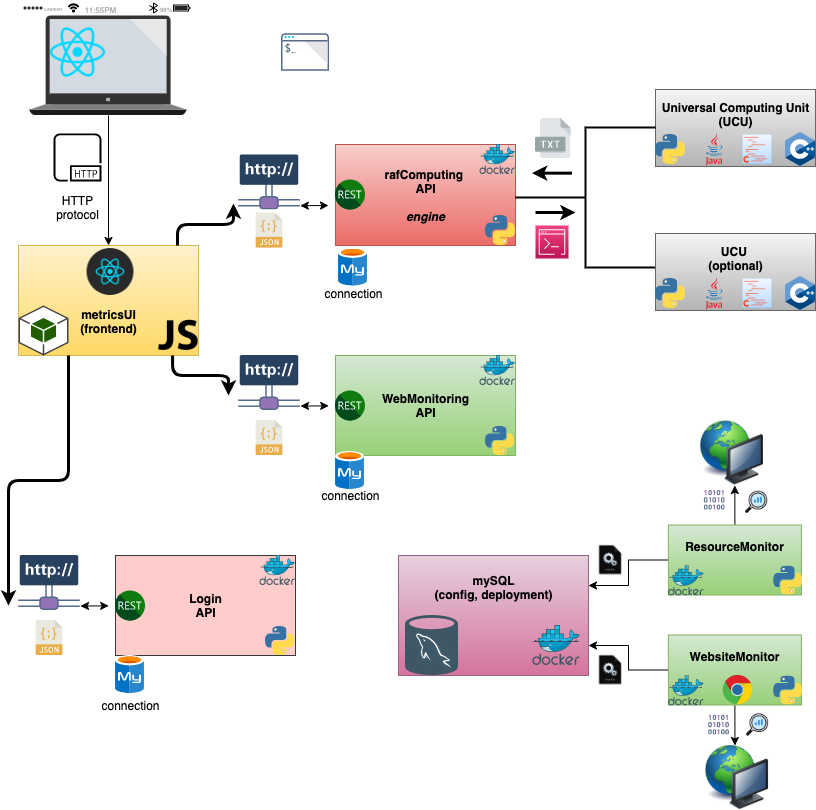 CARRIER
11:55PM
98%
$_
HTTP
HTTP
protocol
Universal Computing Unit
(UCU)
Java
TXT
http://
JSON
REST
rafComputing
API
engine
docker
My
connection
UCU
(optional)
Java
metricsUI
(frontend)
JS
http://
JSON
REST
WebMonitoring
API
docker
My
connection
10101
01010
00100
ResourceMonitor
docker
http://
JSON
REST
Login
API
docker
My
connection
mySQL
(config, deployment)
docker
WebsiteMonitor
docker
10101
01010
00100